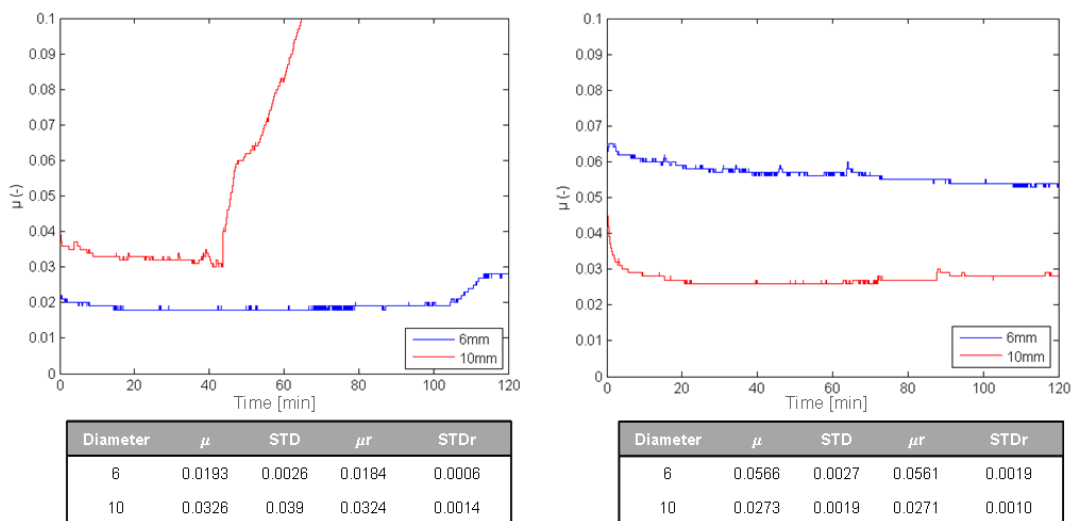 0.1
0.09
0.08
0.07
0.06
0.05
0.04
0.03
0.02
0.01
0
μ (-)
0 20 40 60 80 100 120
Time [min]
6mm
10mm
Diameter μ STD μr STDr
6 0.0193 0.0026 0.0184 0.0006
10 0.0326 0.039 0.0324 0.0014
0.1
0.09
0.08
0.07
0.06
0.05
0.04
0.03
0.02
0.01
0
μ (-)
0 20 40 60 80 100 120
Time [min]
6mm
10mm
Diameter μ STD μr STDr
6 0.0566 0.0027 0.0561 0.0019
10 0.0273 0.0019 0.0271 0.0010